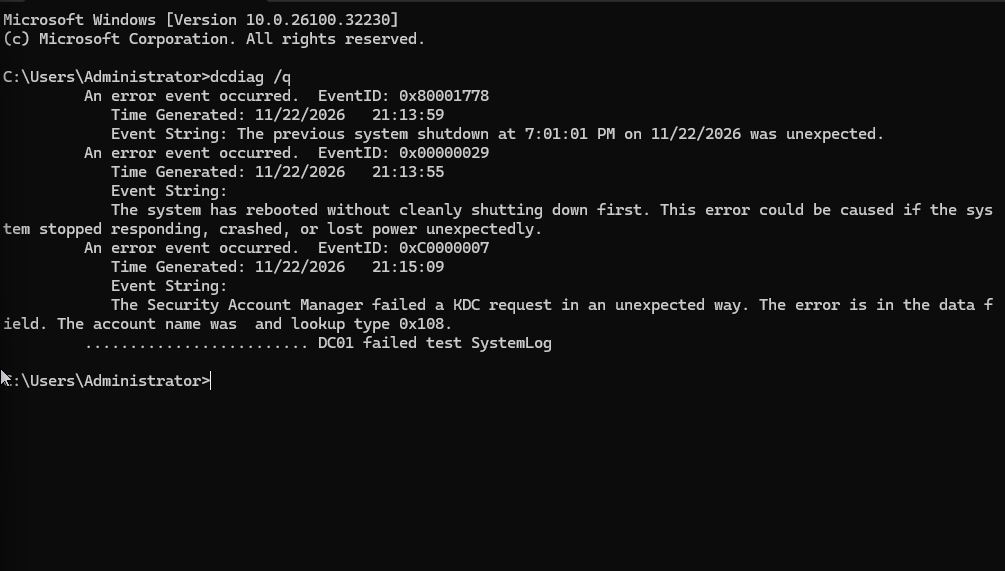 Microsoft Windows [Version 10.0.26100.32230]
(c) Microsoft Corporation. All rights reserved.
C:\Users\Administrator>dcdiag /q
An error event occurred.  EventID: 0x80001778
Time Generated: 11/22/2026   21:13:59
Event String: The previous system shutdown at 7:01:01 PM on 11/22/2026 was unexpected.
An error event occurred.  EventID: 0x00000029
Time Generated: 11/22/2026   21:13:55
Event String:
The system has rebooted without cleanly shutting down first. This error could be caused if the sys
tem stopped responding, crashed, or lost power unexpectedly.
An error event occurred.  EventID: 0xC0000007
Time Generated: 11/22/2026   21:15:09
Event String:
The Security Account Manager failed a KDC request in an unexpected way. The error is in the data f
ield. The account name was  and lookup type 0x108.
......................... DC01 failed test SystemLog
C:\Users\Administrator>